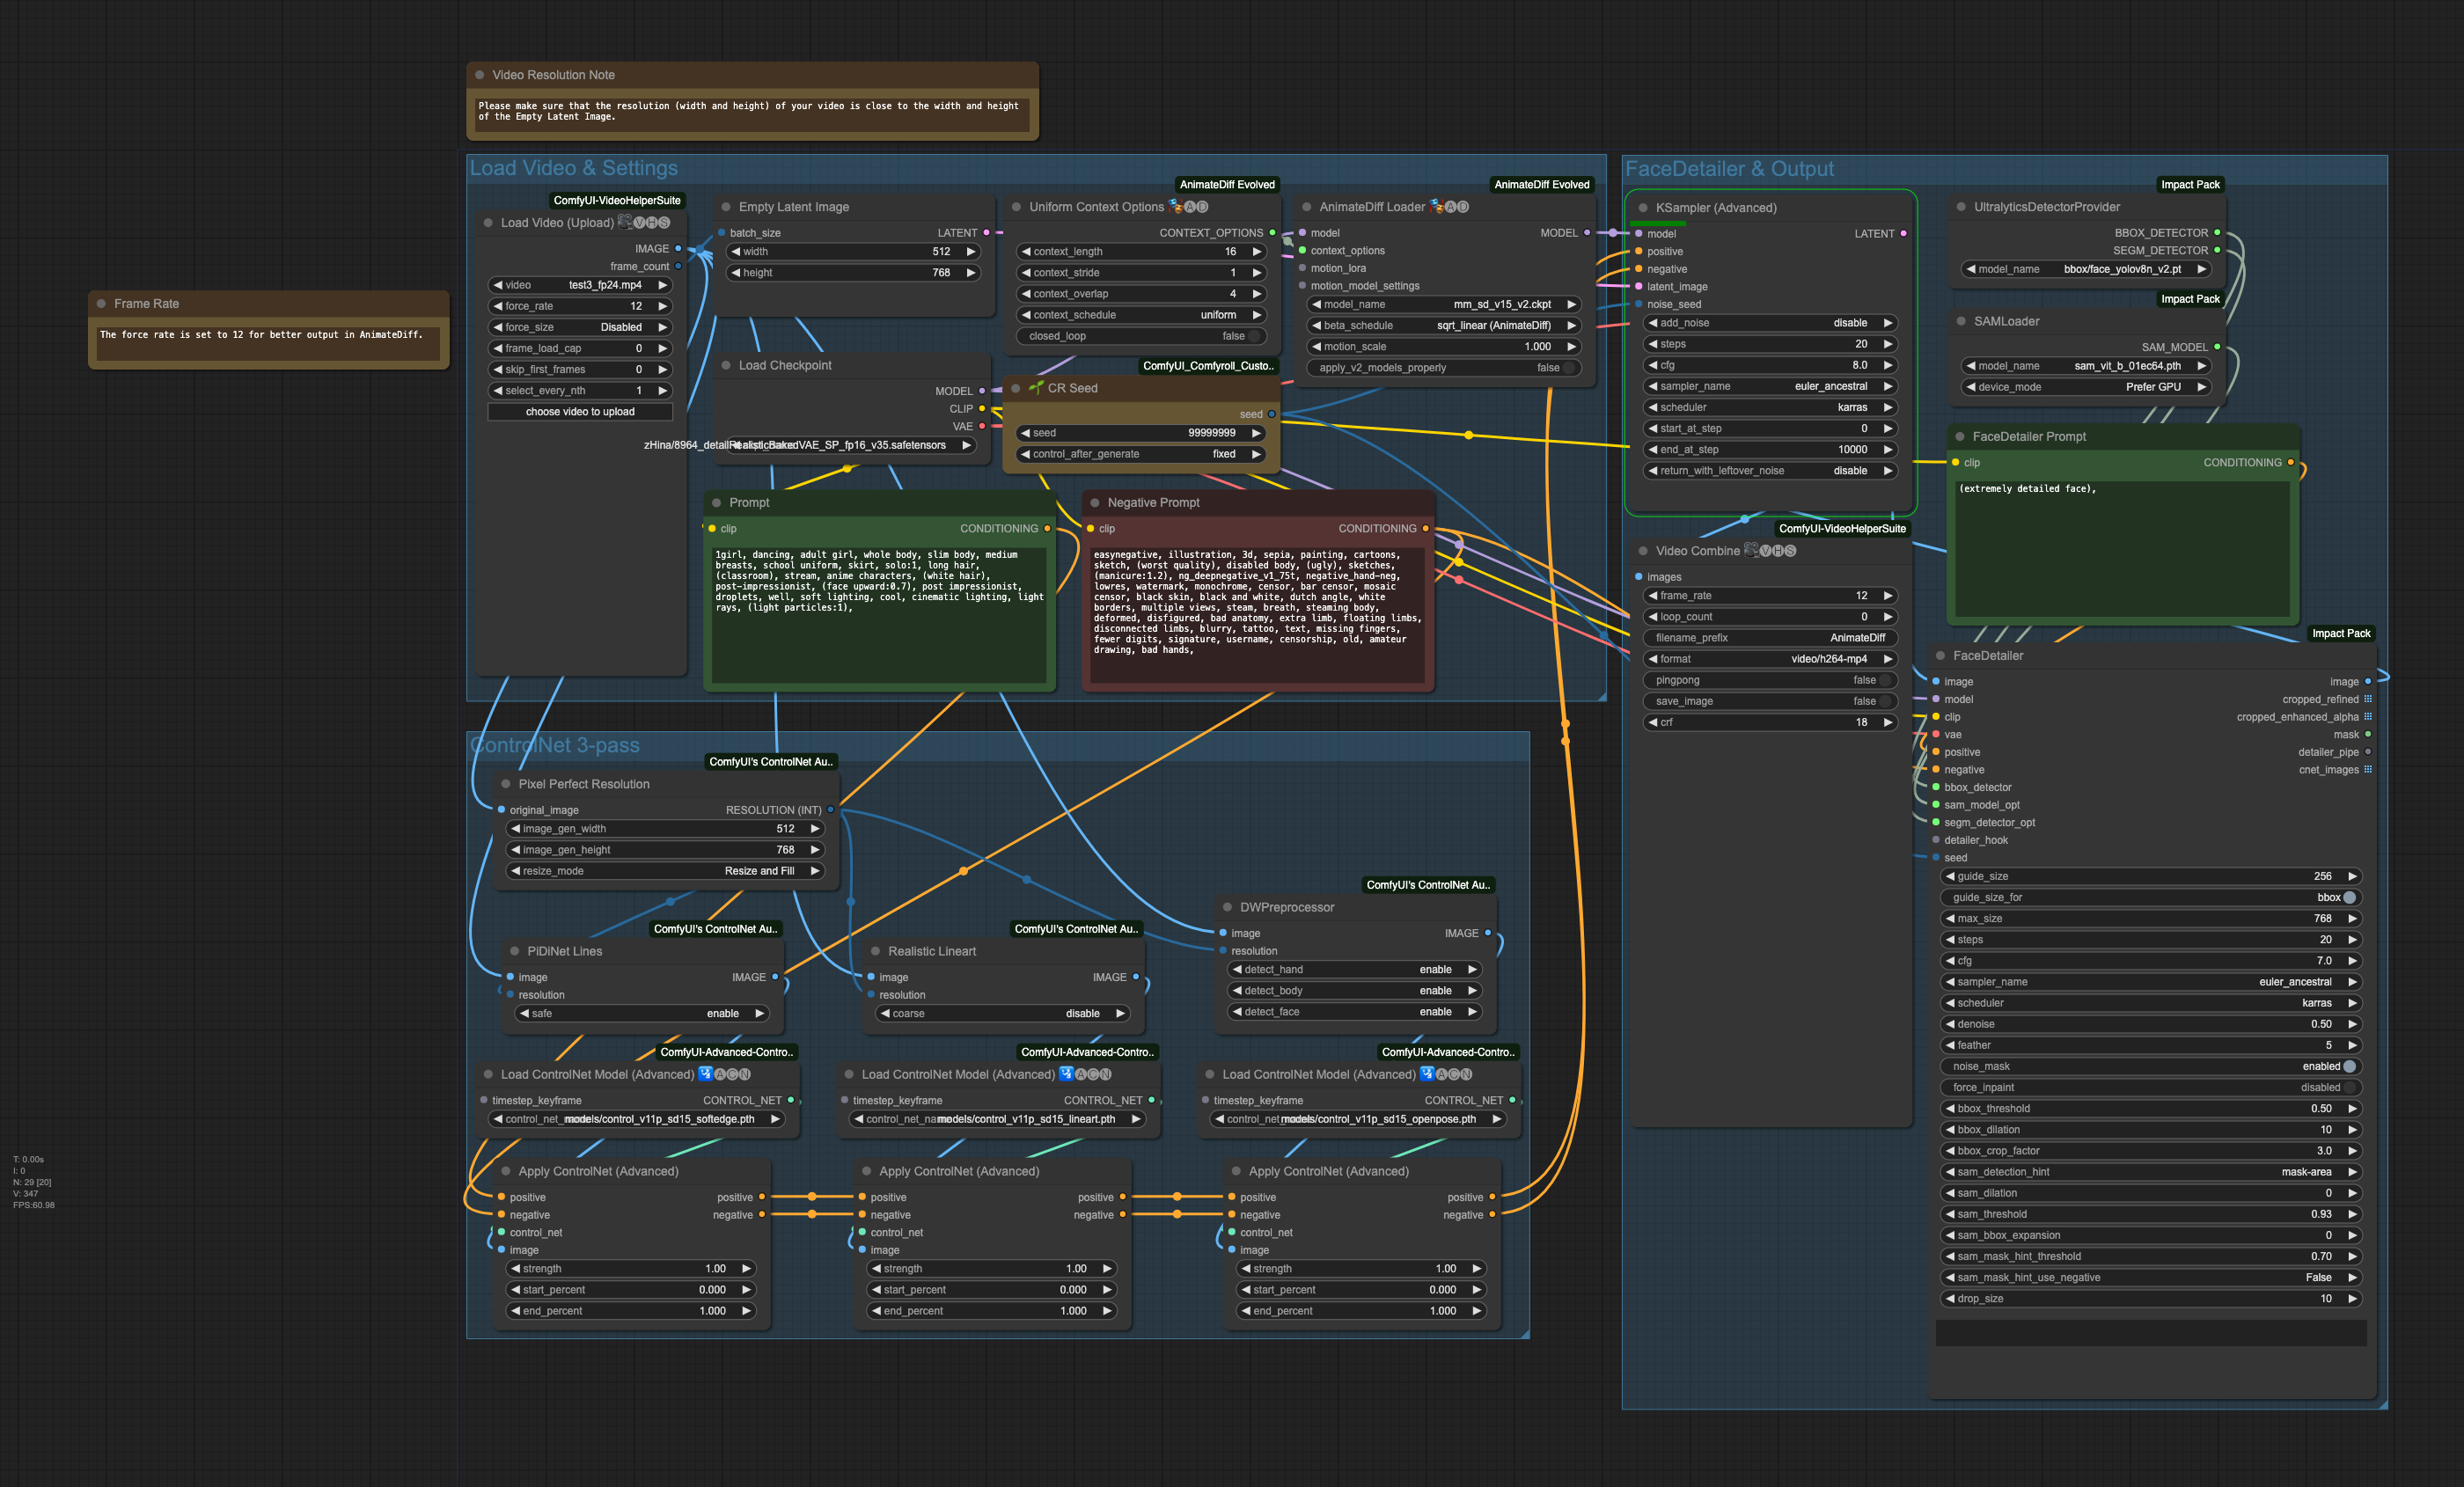 Video Resolution Note
Please make sure that the resolution (width and height) of your video is close to the width and height
of the Empty Latent Image.
Frame Rate
The force rate is set to 12 for better output in AnimateDiff.
Load Video & Settings
ComfyUI-VideoHelperSuite
Load Video (Upload) 🎥🅥🅗🅢
IMAGE
frame_count
video test3_fp24.mp4
force_rate 12
force_size Disabled
frame_load_cap 0
skip_first_frames 0
select_every_nth 1
choose video to upload
Empty Latent Image
batch_size LATENT
width 512
height 768
Load Checkpoint
MODEL
CLIP
VAE
BakedVAE_SP_fp16_v35.safetensors
AnimateDiff Evolved
Uniform Context Options 🎭🅐🅓
CONTEXT_OPTIONS
context_length 16
context_stride 1
context_overlap 4
context_schedule uniform
closed_loop false
ComfyUI_Comfyroll_Custo..
🌱 CR Seed
seed
seed 99999999
control_after_generate fixed
AnimateDiff Evolved
AnimateDiff Loader 🎭🅐🅓
model MODEL
context_options
motion_lora
motion_model_settings
model_name mm_sd_v15_v2.ckpt
beta_schedule sqrt_linear (AnimateDiff)
motion_scale 1.000
apply_v2_models_properly false
Prompt
clip CONDITIONING
1girl, dancing, adult girl, whole body, slim body, medium
breasts, school uniform, skirt, solo:1, long hair,
(classroom), stream, anime characters, (white hair),
post-impressionist, (face upward:0.7), post impressionist,
droplets, well, soft lighting, cool, cinematic lighting, light
rays, (light particles:1),
Negative Prompt
clip CONDITIONING
easynegative, illustration, 3d, sepia, painting, cartoons,
sketch, (worst quality), disabled body, (ugly), sketches,
(manicure:1.2), ng_deepnegative_v1_75t, negative_hand-neg,
lowres, watermark, monochrome, censor, bar censor, mosaic
censor, black skin, black and white, dutch angle, white
borders, multiple views, steam, breath, steaming body,
deformed, disfigured, bad anatomy, extra limb, floating limbs,
disconnected limbs, blurry, tattoo, text, missing fingers,
fewer digits, signature, username, censorship, old, amateur
drawing, bad hands,
ControlNet 3-pass
ComfyUI's ControlNet Au..
Pixel Perfect Resolution
original_image RESOLUTION (INT)
image_gen_width 512
image_gen_height 768
resize_mode Resize and Fill
ComfyUI's ControlNet Au..
PiDiNet Lines
image IMAGE
resolution
safe enable
ComfyUI's ControlNet Au..
Realistic Lineart
image IMAGE
resolution
coarse disable
ComfyUI's ControlNet Au..
DWPreprocessor
image IMAGE
resolution
detect_hand enable
detect_body enable
detect_face enable
ComfyUI-Advanced-Contro..
Load ControlNet Model (Advanced) 🛂🅐🅒🅝
timestep_keyframe CONTROL_NET
models/control_v11p_sd15_softedge.pth
ComfyUI-Advanced-Contro..
Load ControlNet Model (Advanced) 🛂🅐🅒🅝
timestep_keyframe CONTROL_NET
models/control_v11p_sd15_lineart.pth
ComfyUI-Advanced-Contro..
Load ControlNet Model (Advanced) 🛂🅐🅒🅝
timestep_keyframe CONTROL_NET
models/control_v11p_sd15_openpose.pth
Apply ControlNet (Advanced)
positive positive
negative negative
control_net
image
strength 1.00
start_percent 0.000
end_percent 1.000
Apply ControlNet (Advanced)
positive positive
negative negative
control_net
image
strength 1.00
start_percent 0.000
end_percent 1.000
Apply ControlNet (Advanced)
positive positive
negative negative
control_net
image
strength 1.00
start_percent 0.000
end_percent 1.000
FaceDetailer & Output
KSampler (Advanced)
model LATENT
positive
negative
latent_image
noise_seed
add_noise disable
steps 20
cfg 8.0
sampler_name euler_ancestral
scheduler karras
start_at_step 0
end_at_step 10000
return_with_leftover_noise disable
ComfyUI-VideoHelperSuite
Video Combine 🎥🅥🅗🅢
images
frame_rate 12
loop_count 0
filename_prefix AnimateDiff
format video/h264-mp4
pingpong false
save_image false
crf 18
Impact Pack
UltralyticsDetectorProvider
BBOX_DETECTOR
SEGM_DETECTOR
model_name bbox/face_yolov8n_v2.pt
Impact Pack
SAMLoader
SAM_MODEL
model_name sam_vit_b_01ec64.pth
device_mode Prefer GPU
FaceDetailer Prompt
clip CONDITIONING
(extremely detailed face),
Impact Pack
FaceDetailer
image image
model cropped_refined
clip cropped_enhanced_alpha
vae mask
positive detailer_pipe
negative cnet_images
bbox_detector
sam_model_opt
segm_detector_opt
detailer_hook
seed
guide_size 256
guide_size_for bbox
max_size 768
steps 20
cfg 7.0
sampler_name euler_ancestral
scheduler karras
denoise 0.50
feather 5
noise_mask enabled
force_inpaint disabled
bbox_threshold 0.50
bbox_dilation 10
bbox_crop_factor 3.0
sam_detection_hint mask-area
sam_dilation 0
sam_threshold 0.93
sam_bbox_expansion 0
sam_mask_hint_threshold 0.70
sam_mask_hint_use_negative False
drop_size 10
T: 0.00s
I: 0
N: 29 [20]
V: 347
FPS:60.98